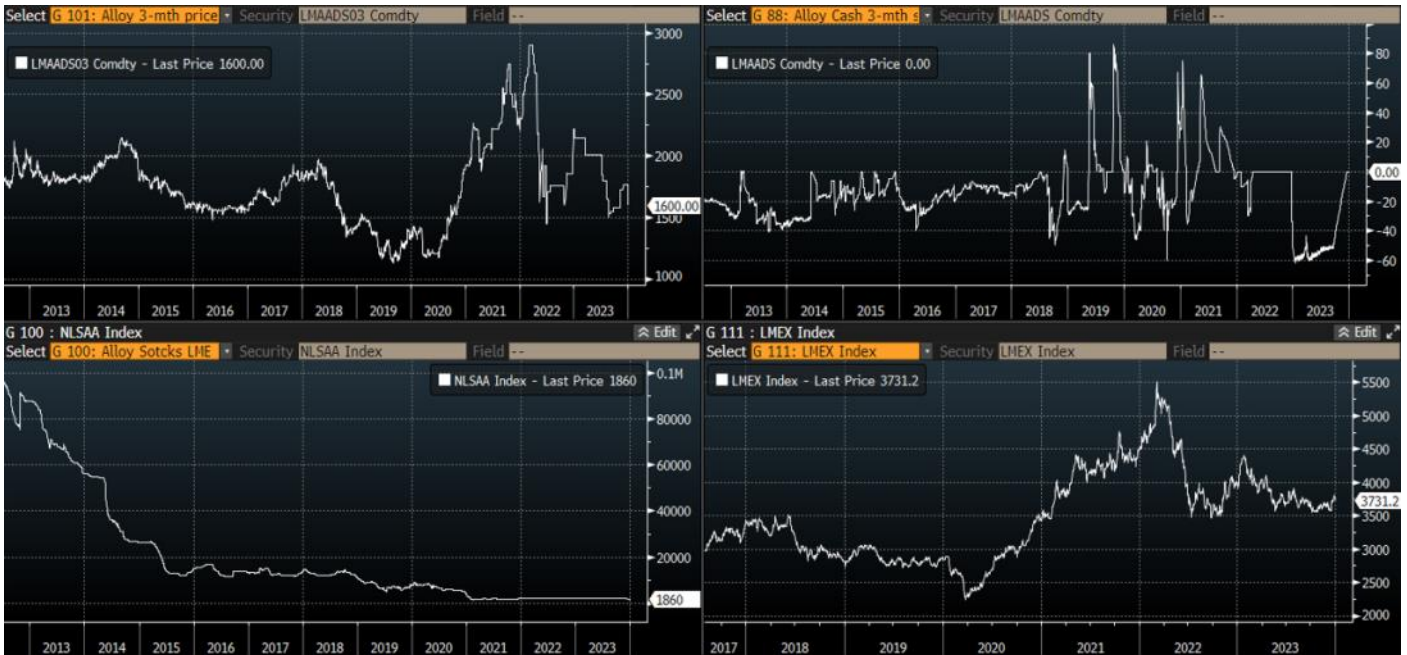 Select G 101: Alloy 3-mth price Security LMAADS03 Comdty Field --
LMAADS03 Comdty - Last Price 1600.00
3000
2500
2000
1600.00
1500
1000
2013 2014 2015 2016 2017 2018 2019 2020 2021 2022 2023
Select G 88: Alloy Cash 3-mth s Security LMAADS Comdty Field --
LMAADS Comdty - Last Price 0.00
80
60
40
20
0.00
-20
-40
-60
2013 2014 2015 2016 2017 2018 2019 2020 2021 2022 2023
G 100 : NLSAA Index Edit
Select G 100: Alloy Sotcks LME Security NLSAA Index Field --
NLSAA Index - Last Price 1860
0.1M
80000
60000
40000
20000
1860
2013 2014 2015 2016 2017 2018 2019 2020 2021 2022 2023
G 111 : LMEX Index Edit
Select G 111: LMEX Index Security LMEX Index Field --
LMEX Index - Last Price 3731.2
5500
5000
4500
4000
3731.2
3500
3000
2500
2000
2017 2018 2019 2020 2021 2022 2023